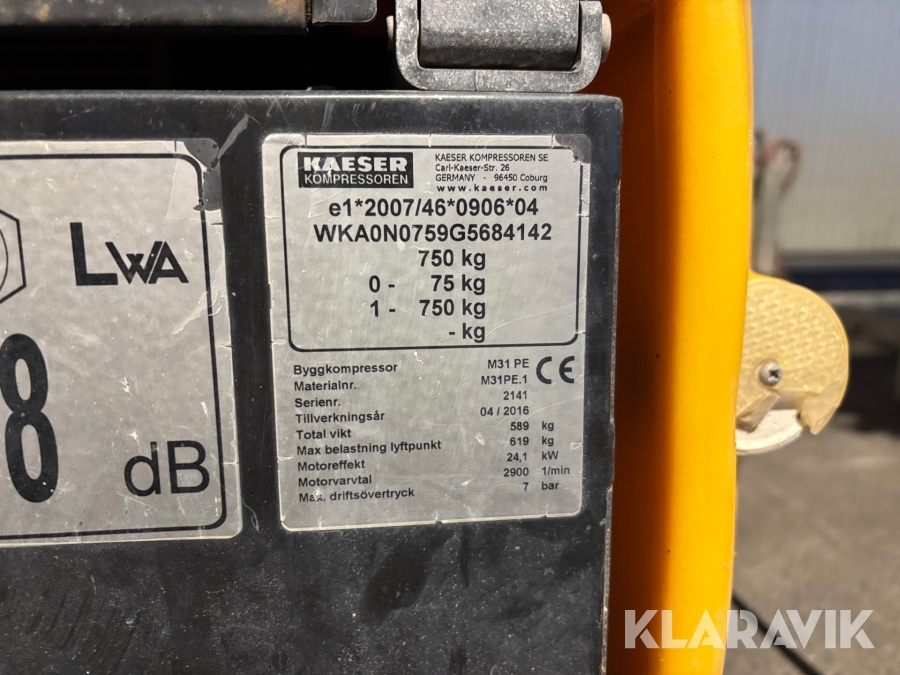 KAESER
KOMPRESSOREN
KAESER KOMPRESSOREN SE
Carl-Kaeser-Str. 26
GERMANY - 96450 Coburg
www.kaeser.com
e1*2007/46*0906*04
WKA0N0759G5684142
750 kg
0 - 75 kg
1 - 750 kg
- kg
Byggkompressor M31 PE
Materialnr. M31PE.1
Serienr. 2141
Tillverkningsår 04 / 2016
Total vikt 589 kg
Max belastning lyftpunkt 619 kg
Motoreffekt 24,1 kW
Motorvarvtal 2900 1/min
Max. driftsövertryck 7 bar
CE
LWA
8
dB
KLARAVIK